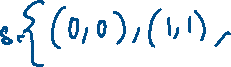 s = { (0,0), (1,1),